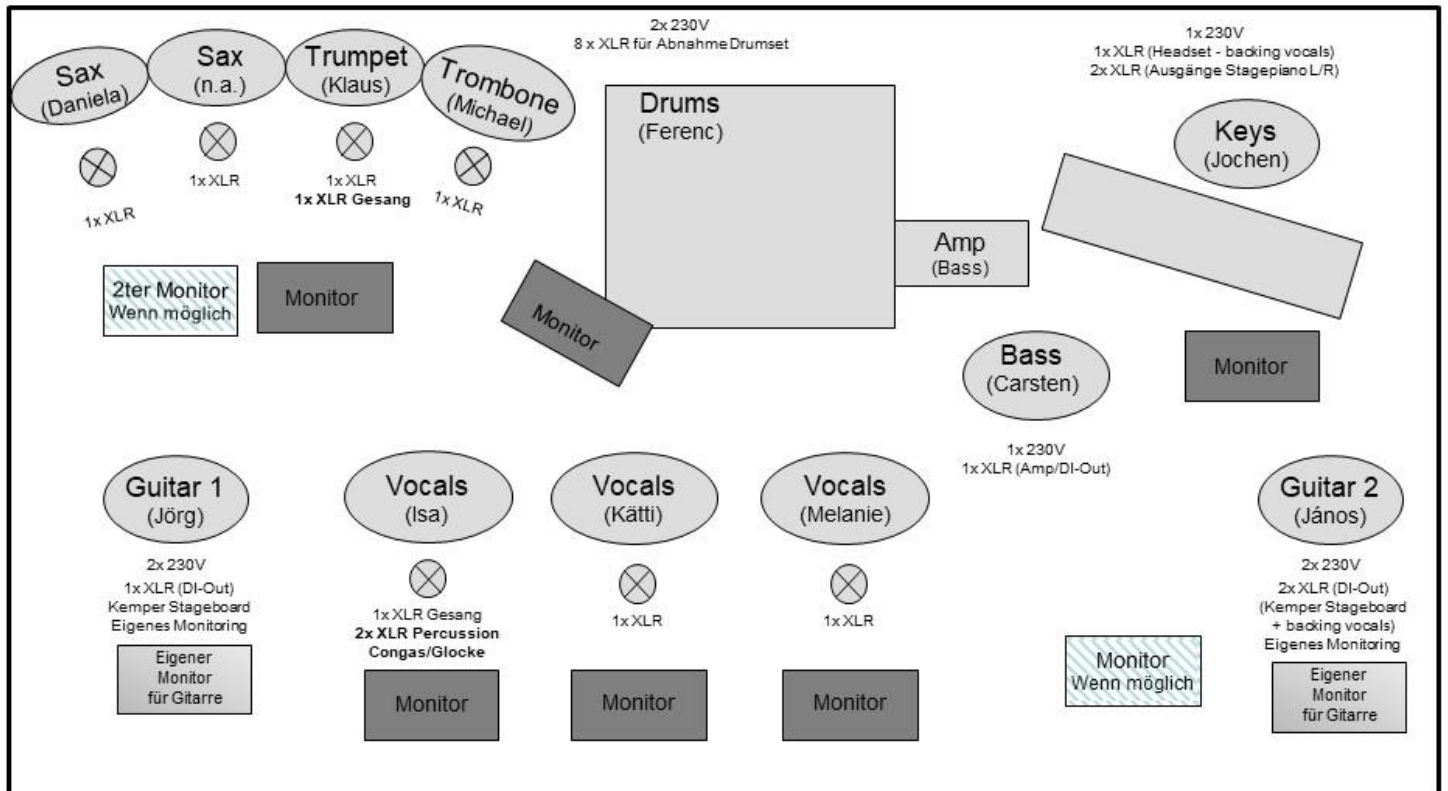 Sax
(Daniela)
1x XLR
Sax
(n.a.)
1x XLR
Trumpet
(Klaus)
1x XLR
1x XLR Gesang
Trombone
(Michael)
1x XLR
2x 230V
8 x XLR für Abnahme Drumset
Drums
(Ferenc)
1x 230V
1x XLR (Headset - backing vocals)
2x XLR (Ausgänge Stagepiano L/R)
Keys
(Jochen)
Amp
(Bass)
2ter Monitor
Wenn möglich
Monitor
Monitor
Bass
(Carsten)
1x 230V
1x XLR (Amp/DI-Out)
Monitor
Guitar 1
(Jörg)
2x 230V
1x XLR (DI-Out)
Kemper Stageboard
Eigenes Monitoring
Eigener
Monitor
für Gitarre
Vocals
(Isa)
1x XLR Gesang
2x XLR Percussion
Congas/Glocke
Monitor
Vocals
(Kätti)
1x XLR
Monitor
Vocals
(Melanie)
1x XLR
Monitor
Monitor
Wenn möglich
Guitar 2
(János)
2x 230V
2x XLR (DI-Out)
(Kemper Stageboard
+ backing vocals)
Eigenes Monitoring
Eigener
Monitor
für Gitarre